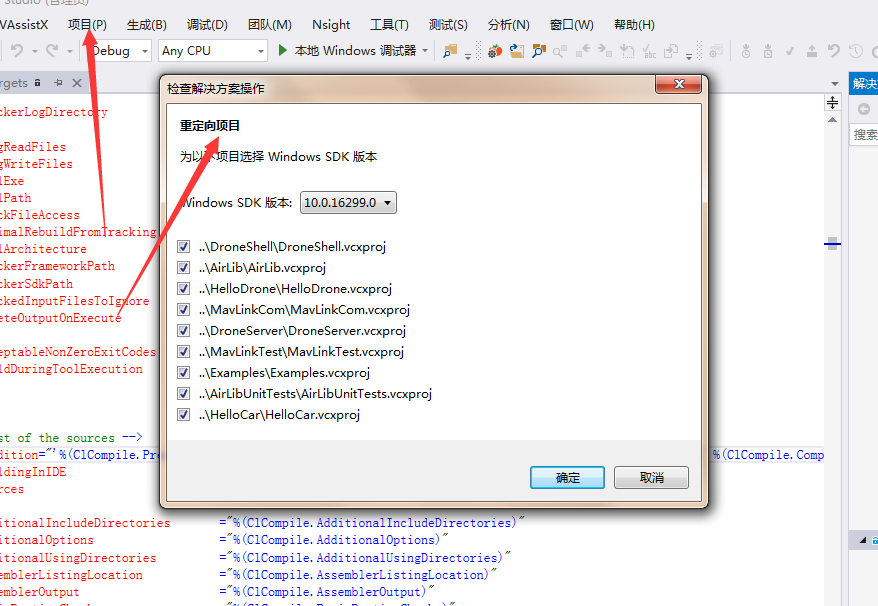 Studio (管理员)
VAssistX 项目(P) 生成(B) 调试(D) 团队(M) Nsight 工具(T) 测试(S) 分析(N) 窗口(W) 帮助(H)
Debug Any CPU 本地 Windows 调试器
rgets 解决
检查解决方案操作
搜索
重定向项目
为以下项目选择 Windows SDK 版本
Windows SDK 版本: 10.0.16299.0
..\DroneShell\DroneShell.vcxproj
..\AirLib\AirLib.vcxproj
..\HelloDrone\HelloDrone.vcxproj
..\MavLinkCom\MavLinkCom.vcxproj
..\DroneServer\DroneServer.vcxproj
..\MavLinkTest\MavLinkTest.vcxproj
..\Examples\Examples.vcxproj
..\AirLibUnitTests\AirLibUnitTests.vcxproj
..\HelloCar\HelloCar.vcxproj
确定 取消
ckerLogDirectory
gReadFiles
gWriteFiles
lExe
lPath
ckFileAccess
imalRebuildFromTracking
lArchitecture
ckerFrameworkPath
ckerSdkPath
ckedInputFilesToIgnore
eteOutputOnExecute
eptableNonZeroExitCodes
ldDuringToolExecution
st of the sources -->
dition="'%(ClCompile.Pre %(ClCompile.Comp
ldingInIDE
rces
itionalIncludeDirectories ="%(ClCompile.AdditionalIncludeDirectories)"
itionalOptions ="%(ClCompile.AdditionalOptions)"
itionalUsingDirectories ="%(ClCompile.AdditionalUsingDirectories)"
emblerListingLocation ="%(ClCompile.AssemblerListingLocation)"
emblerOutput ="%(ClCompile.AssemblerOutput)"